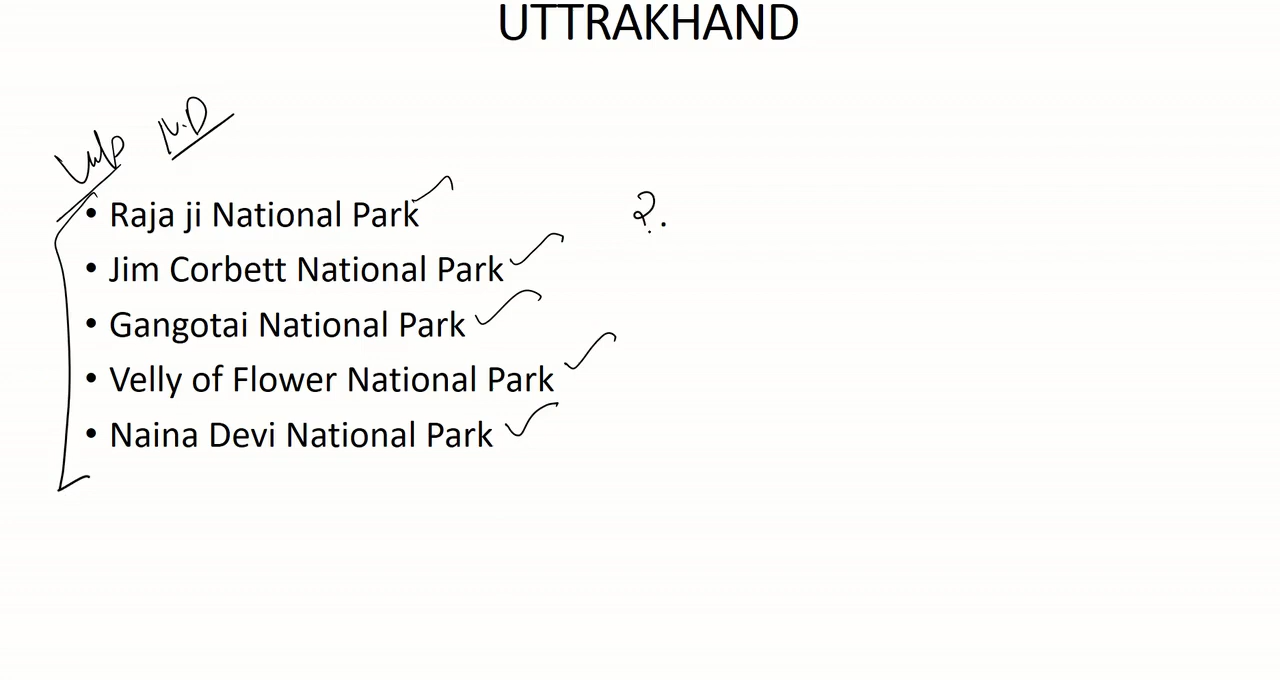 UTTRAKHAND
N.D
• Raja ji National Park
?.
• Jim Corbett National Park
• Gangotai National Park
• Velly of Flower National Park
• Naina Devi National Park